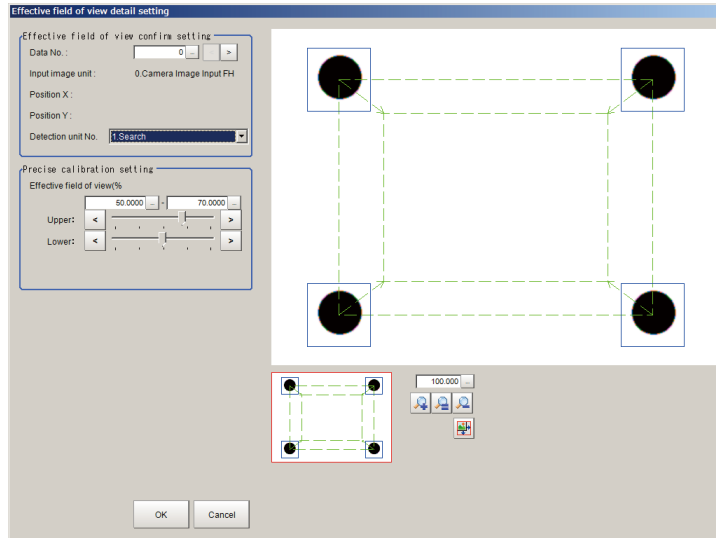 Effective field of view detail setting
Effective field of view confirm setting
Data No. : 0 ... >
Input image unit : 0.Camera Image Input FH
Position X :
Position Y :
Detection unit No. 1.Search
Precise calibration setting
Effective field of view(%
50.0000 ... - 70.0000 ...
Upper: < >
Lower: < >
100.000 ...
OK Cancel